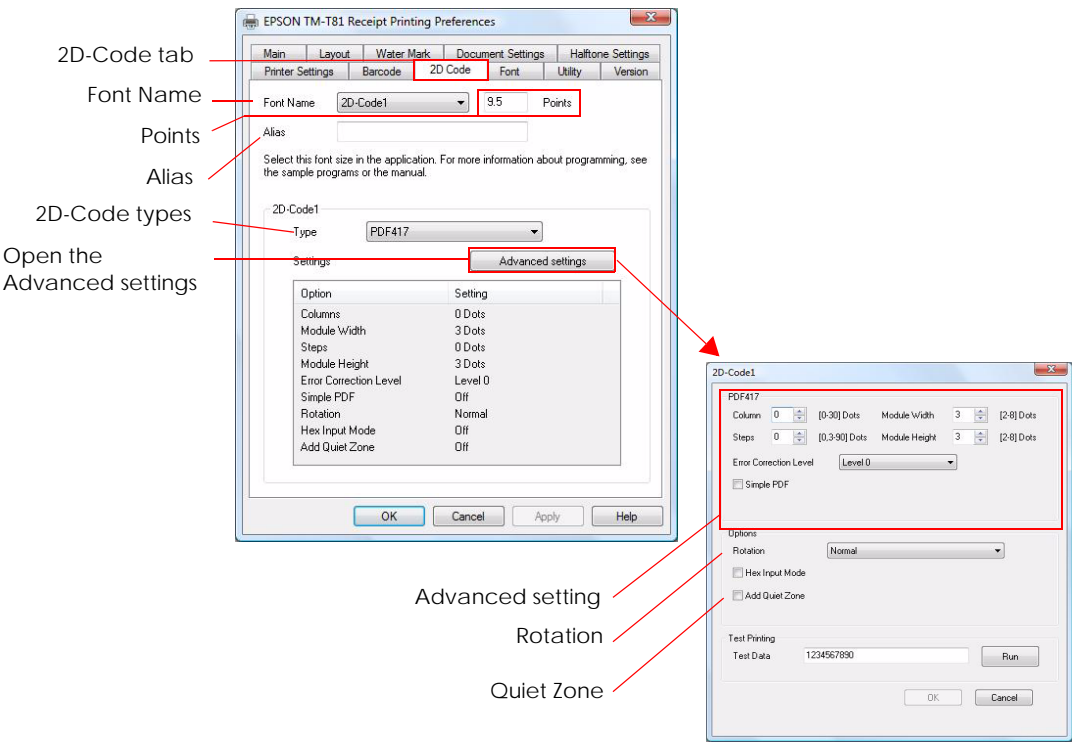 EPSON TM-T81 Receipt Printing Preferences
Main Layout Water Mark Document Settings Halftone Settings
Printer Settings Barcode 2D Code Font Utility Version
2D-Code tab
Font Name
Points
Alias
2D-Code types
Open the
Advanced settings
Font Name 2D-Code1 9.5 Points
Alias
Select this font size in the application. For more information about programming, see
the sample programs or the manual.
2D-Code1
Type PDF417
Settings Advanced settings
Option Setting
Columns 0 Dots
Module Width 3 Dots
Steps 0 Dots
Module Height 3 Dots
Error Correction Level Level 0
Simple PDF Off
Rotation Normal
Hex Input Mode Off
Add Quiet Zone Off
OK Cancel Apply Help
2D-Code1
PDF417
Column 0 [0-30] Dots Module Width 3 [2-8] Dots
Steps 0 [0,3-90] Dots Module Height 3 [2-8] Dots
Error Correction Level Level 0
Simple PDF
Options
Rotation Normal
Hex Input Mode
Add Quiet Zone
Test Printing
Test Data 1234567890 Run
OK Cancel
Advanced setting
Rotation
Quiet Zone